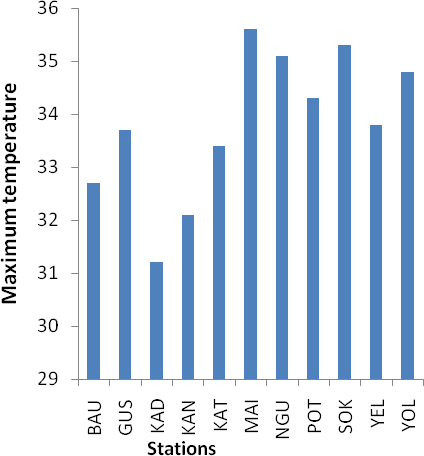 36
35
34
33
32
31
30
29
Maximum temperature
BAU
GUS
KAD
KAN
KAT
MAI
NGU
POT
SOK
YEL
YOL
Stations